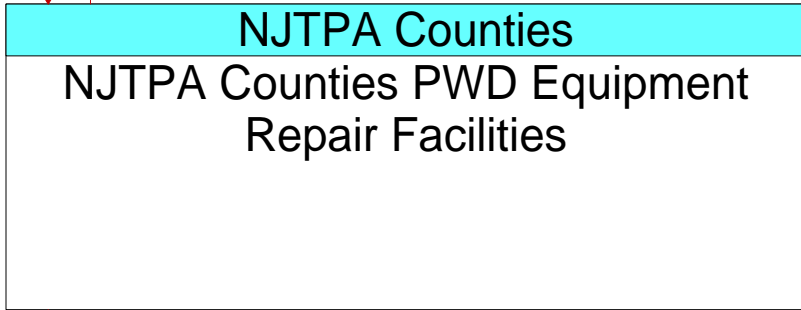 NJTPA Counties
NJTPA Counties PWD Equipment
Repair Facilities